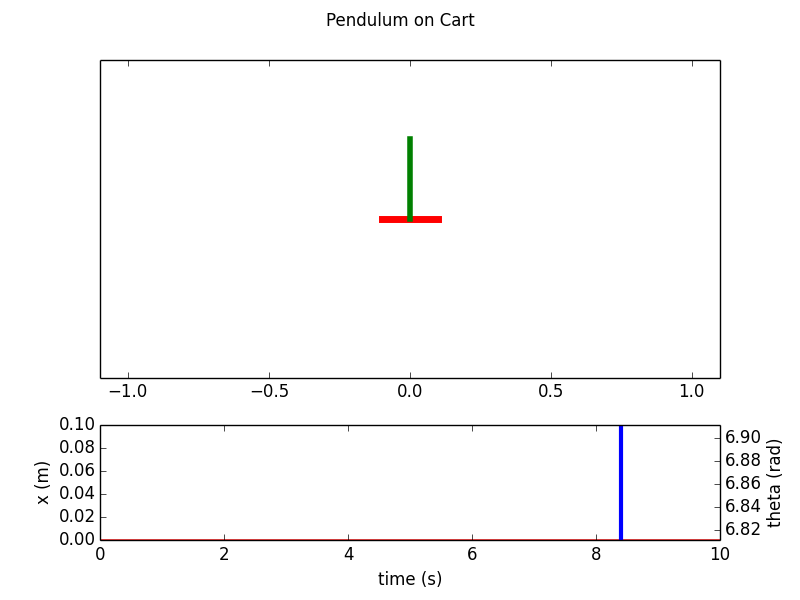 Pendulum on Cart
−1.0 −0.5 0.0 0.5 1.0
0.10 6.90
0.08 6.88
0.06 6.86
0.04 6.84
0.02 6.82
0.00
x (m)
theta (rad)
0 2 4 6 8 10
time (s)